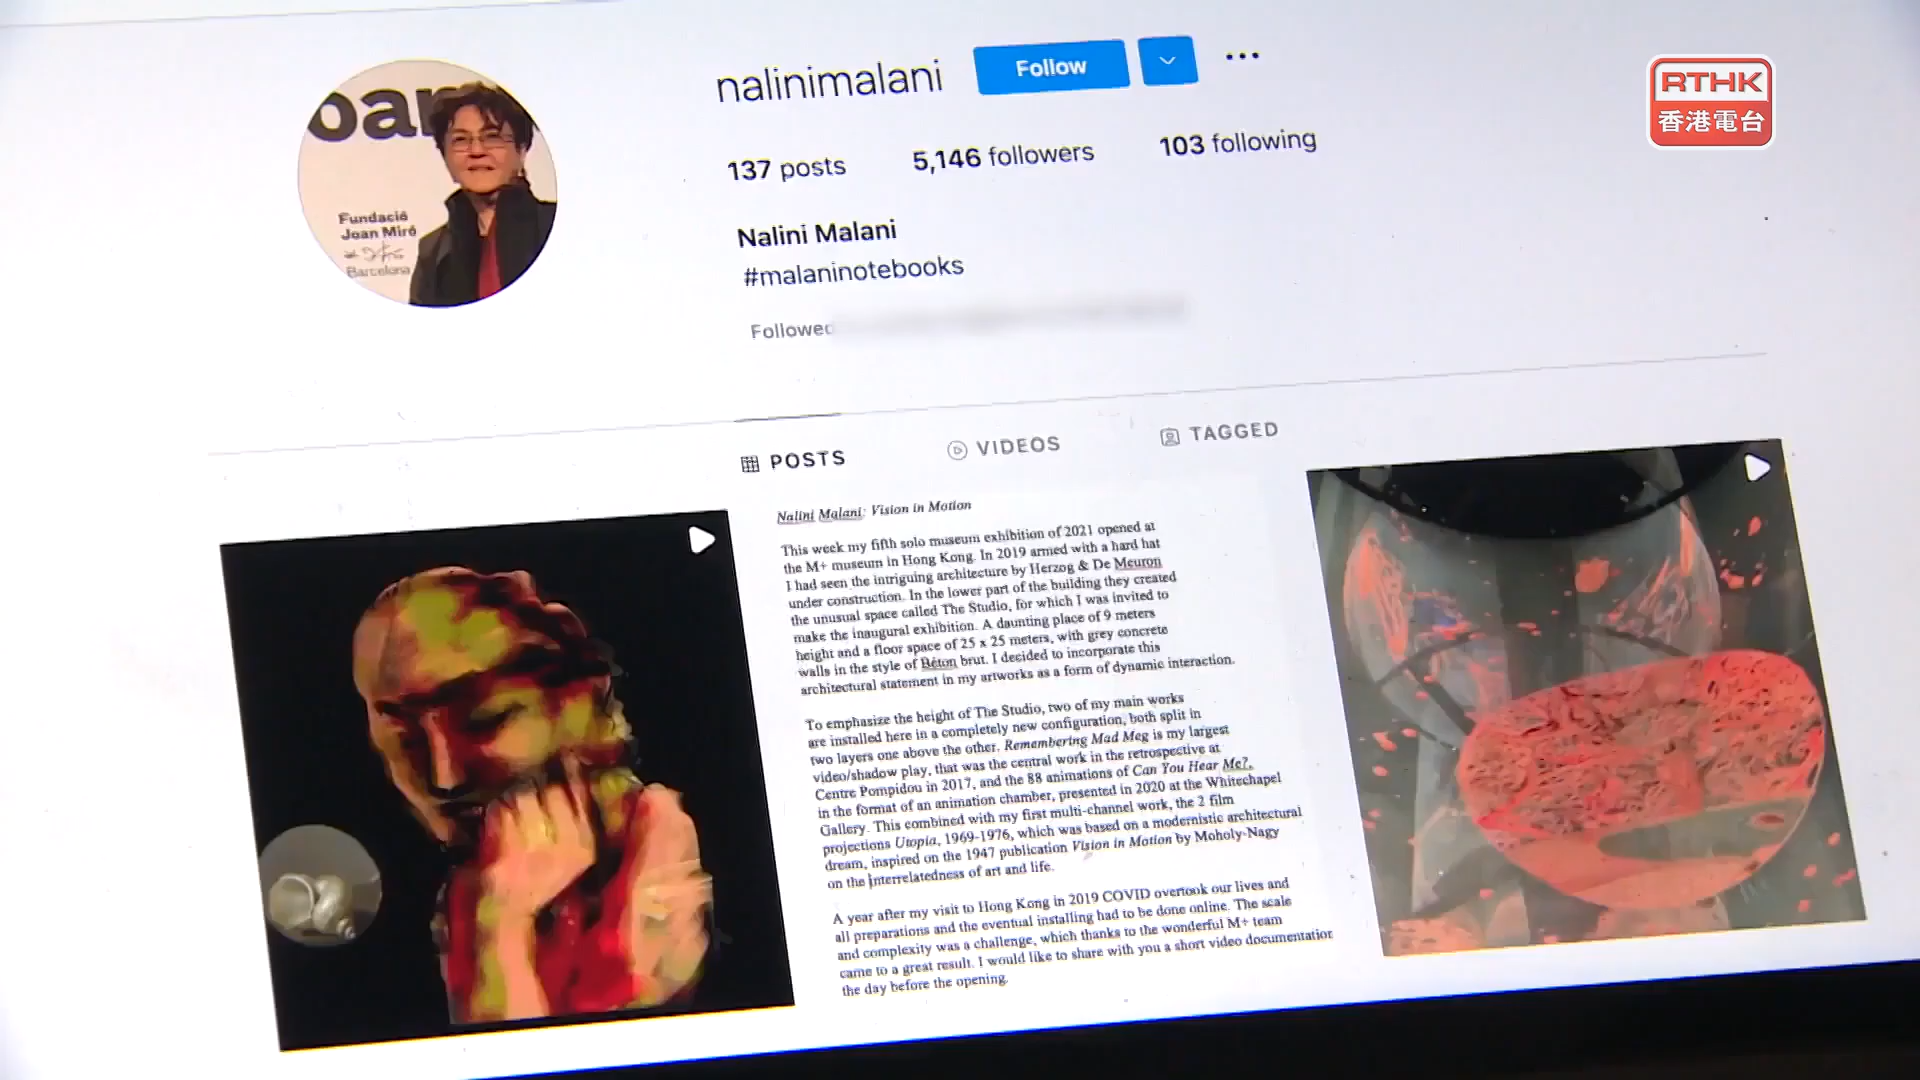 RTHK
香港電台
nalinimalani
Follow
137 posts
5,146 followers
103 following
Nalini Malani
#malaninotebooks
Followed
Fundació
Joan Miró
Barcelona
POSTS
VIDEOS
TAGGED
Nalini Malani: Vision in Motion
This week my fifth solo museum exhibition of 2021 opened at
the M+ museum in Hong Kong. In 2019 armed with a hard hat
I had seen the intriguing architecture by Herzog & De Meuron
under construction. In the lower part of the building they created
the unusual space called The Studio, for which I was invited to
make the inaugural exhibition. A daunting place of 9 meters
height and a floor space of 25 x 25 meters, with grey concrete
walls in the style of Béton brut. I decided to incorporate this
architectural statement in my artworks as a form of dynamic interaction.
To emphasize the height of The Studio, two of my main works
are installed here in a completely new configuration, both split in
two layers one above the other. Remembering Mad Meg is my largest
video/shadow play, that was the central work in the retrospective at
Centre Pompidou in 2017, and the 88 animations of Can You Hear Me?,
in the format of an animation chamber, presented in 2020 at the Whitechapel
Gallery. This combined with my first multi-channel work, the 2 film
projections Utopia, 1969-1976, which was based on a modernistic architectural
dream, inspired on the 1947 publication Vision in Motion by Moholy-Nagy
on the interrelatedness of art and life.
A year after my visit to Hong Kong in 2019 COVID overtook our lives and
all preparations and the eventual installing had to be done online. The scale
and complexity was a challenge, which thanks to the wonderful M+ team
came to a great result. I would like to share with you a short video documentation
the day before the opening.